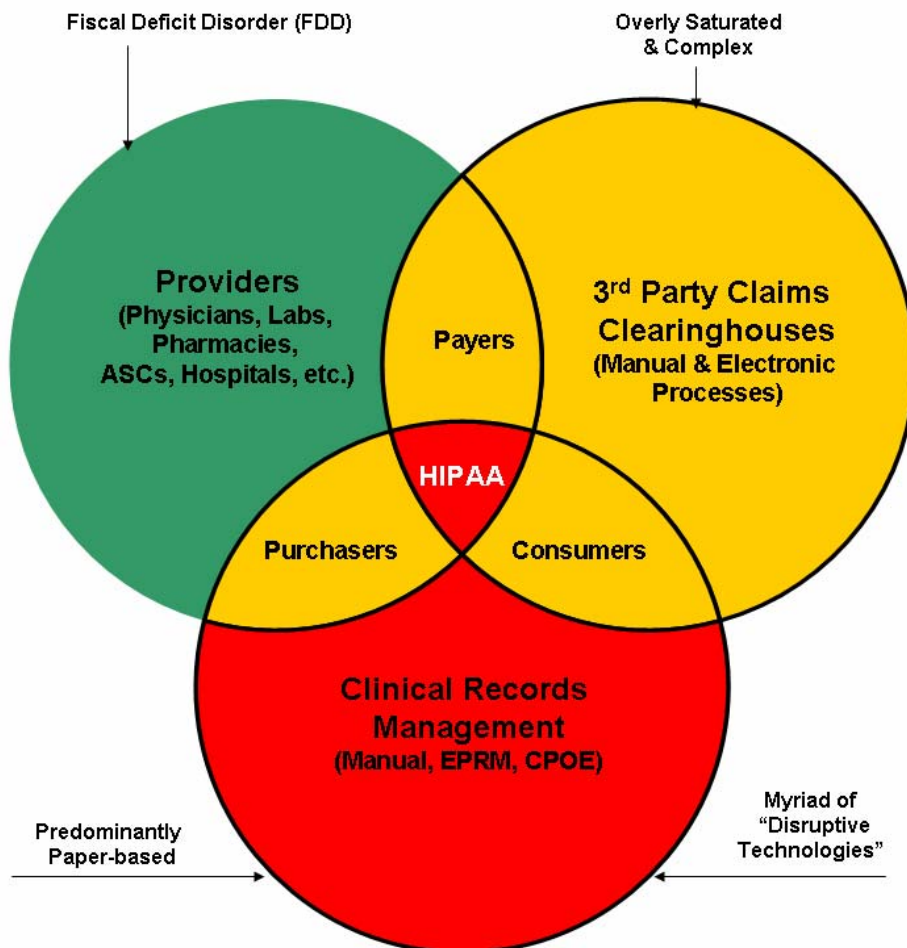 Fiscal Deficit Disorder (FDD)
Overly Saturated
& Complex
Providers
(Physicians, Labs,
Pharmacies,
ASCs, Hospitals, etc.)
3rd Party Claims
Clearinghouses
(Manual & Electronic
Processes)
Payers
HIPAA
Purchasers
Consumers
Clinical Records
Management
(Manual, EPRM, CPOE)
Predominantly
Paper-based
Myriad of
“Disruptive
Technologies”